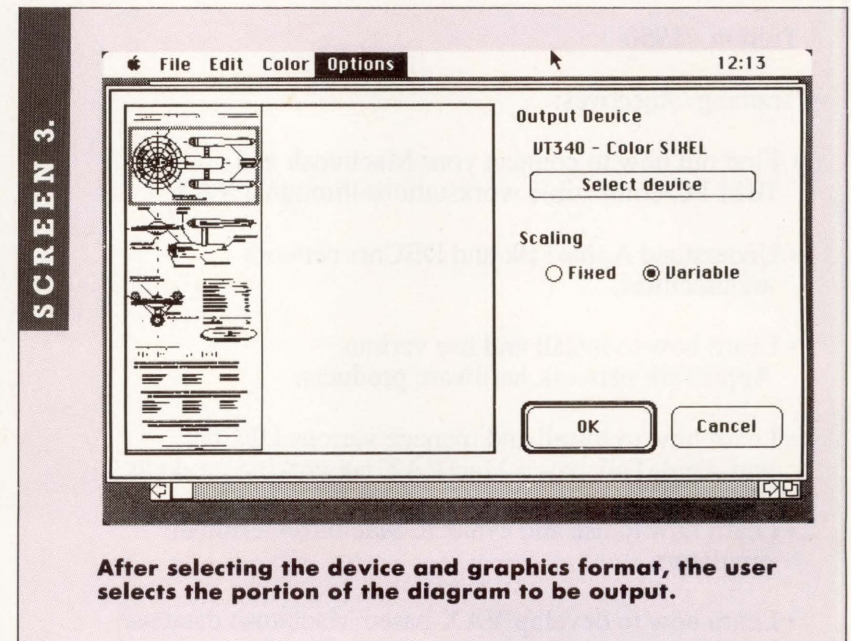 SCREEN 3.
File Edit Color Options 12:13
Output Device
VT340 - Color SIXEL
Select device
Scaling
Fixed Variable
OK Cancel
After selecting the device and graphics format, the user
selects the portion of the diagram to be output.